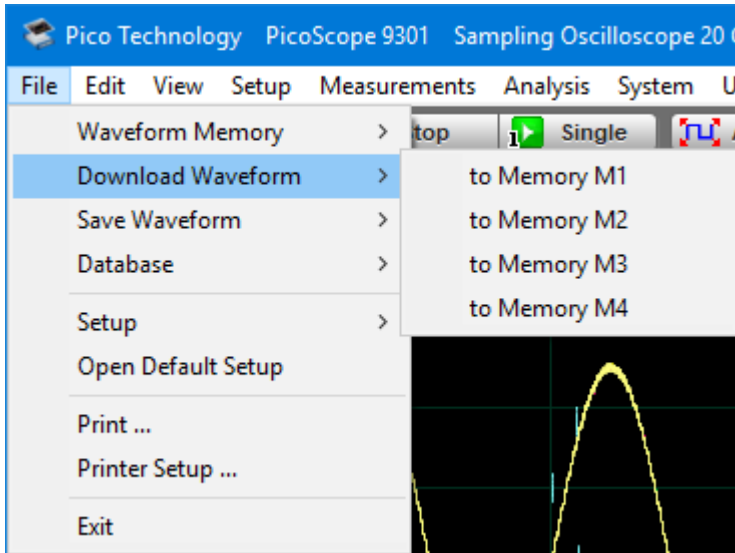 Pico Technology PicoScope 9301 Sampling Oscilloscope 20
File Edit View Setup Measurements Analysis System
Waveform Memory
Download Waveform
Save Waveform
Database
Setup
Open Default Setup
Print ...
Printer Setup ...
Exit
Single
to Memory M1
to Memory M2
to Memory M3
to Memory M4